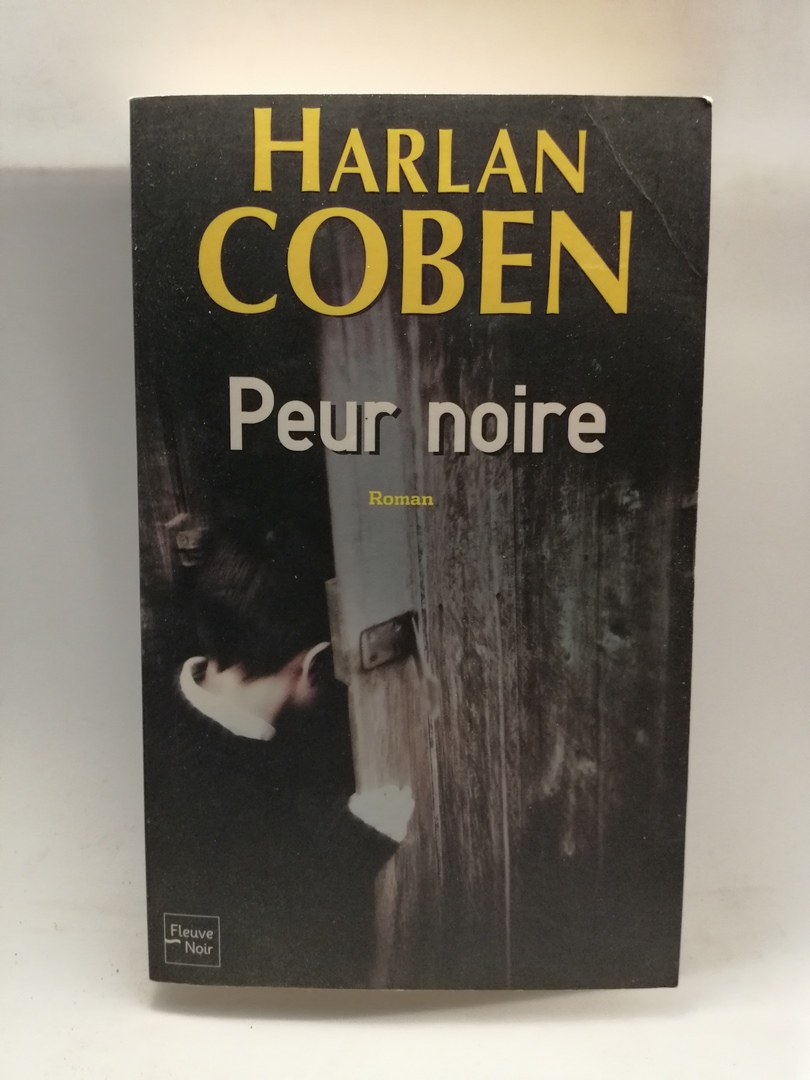 HARLAN
COBEN
Peur noire
Roman
Fleuve
Noir